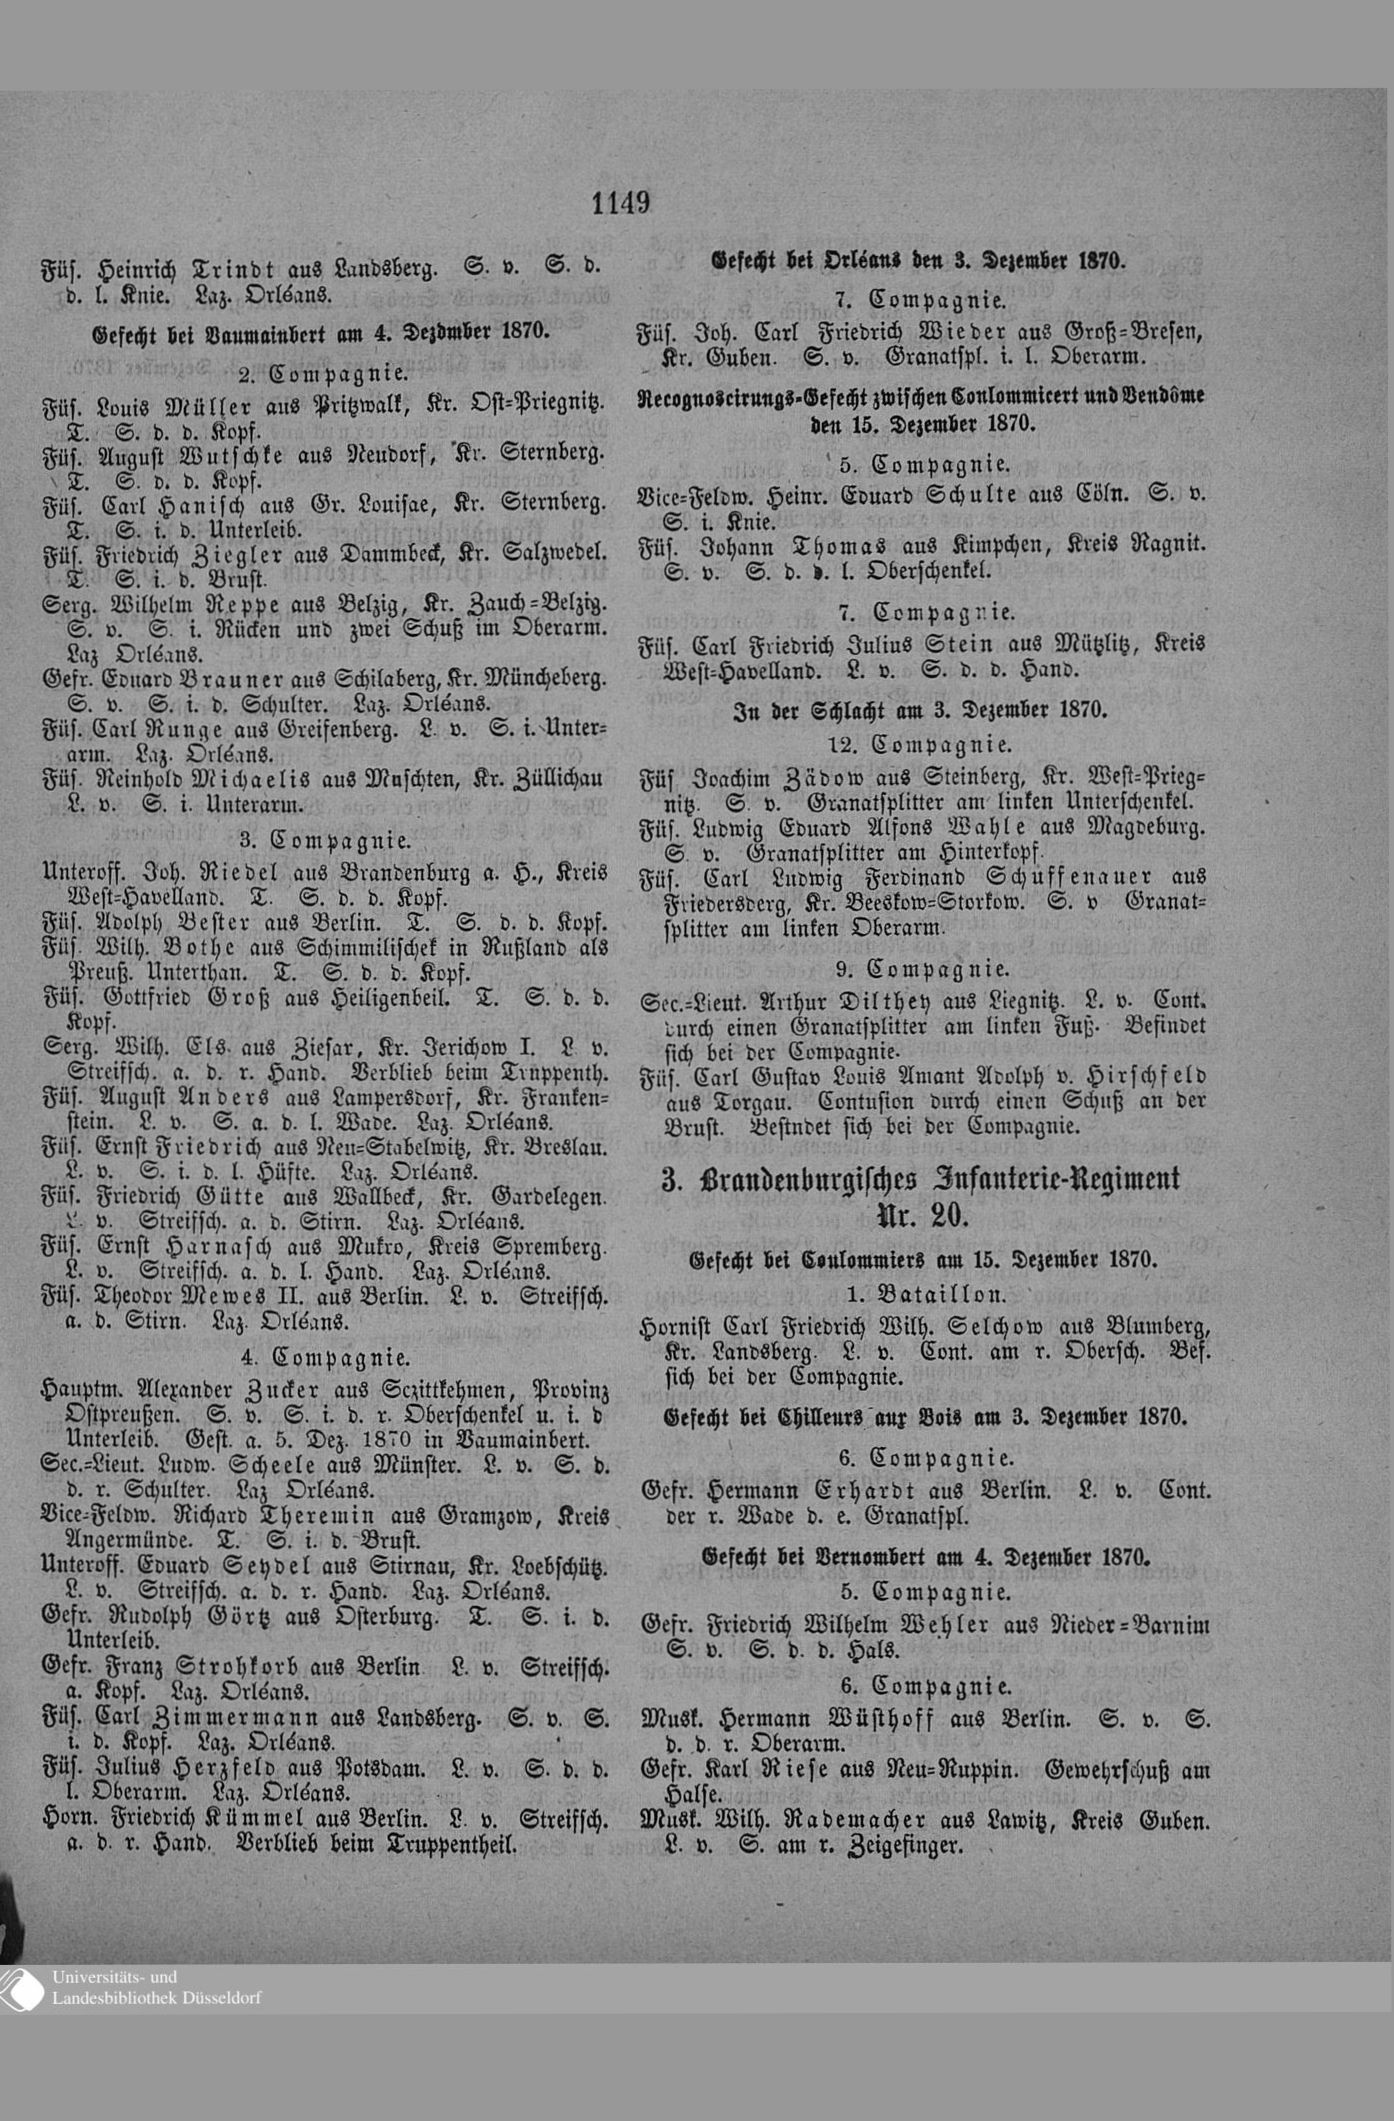 1149
Füs. Heinrich Trindt aus Landsberg. S. v. S. d.
d. l. Knie. Laz. Orléans.
Gefecht bei Vaumainbert am 4. Dezdmber 1870.
2. Compagnie.
Füs. Louis Müller aus Pritzwalk, Kr. Ost-Priegnitz.
T. S. d. d. Kopf.
Füs. August Wutschke aus Neudorf, Kr. Sternberg.
T. S. d. d. Kopf.
Füs. Carl Hanisch aus Gr. Louisae, Kr. Sternberg.
T. S. i. d. Unterleib.
Füs. Friedrich Ziegler aus Dammbeck, Kr. Salzwedel.
T. S. i. d. Brust.
Serg. Wilhelm Reppe aus Belzig, Kr. Zauch-Belzig.
S. v. S. i. Rücken und zwei Schuß im Oberarm.
Laz Orléans.
Gefr. Eduard Brauner aus Schilaberg, Kr. Müncheberg.
S. v. S. i. d. Schulter. Laz. Orléans.
Füs. Carl Runge aus Greifenberg. L. v. S. i. Unter-
arm. Laz. Orléans.
Füs. Reinhold Michaelis aus Muschten, Kr. Züllichau
L. v. S. i. Unterarm.
3. Compagnie.
Unteroff. Joh. Riedel aus Brandenburg a. H., Kreis
West-Havelland. T. S. d. d. Kopf.
Füs. Adolph Bester aus Berlin. T. S. d. d. Kopf.
Füs. Wilh. Bothe aus Schimmilischek in Rußland als
Preuß. Unterthan. T. S. d. d. Kopf.
Füs. Gottfried Groß aus Heiligenbeil. T. S. d. d.
Kopf.
Serg. Wilh. Els aus Ziesar, Kr. Jerichow I. L v.
Streifsch. a. d. r. Hand. Verblieb beim Truppenth.
Füs. August Anders aus Lampersdorf, Kr. Franken-
stein. L. v. S. a. d. l. Wade. Laz. Orléans.
Füs. Ernst Friedrich aus Neu-Stabelwitz, Kr. Breslau.
L. v. S. i. d. l. Hüfte. Laz. Orléans.
Füs. Friedrich Gütte aus Wallbeck, Kr. Gardelegen.
L. v. Streifsch. a. d. Stirn. Laz. Orléans.
Füs. Ernst Harnasch aus Mukro, Kreis Spremberg.
L. v. Streifsch. a. d. l. Hand. Laz. Orléans.
Füs. Theodor Mewes II. aus Berlin. L. v. Streifsch.
a. d. Stirn. Laz. Orléans.
4. Compagnie.
Hauptm. Alexander Zucker aus Sczittkehmen, Provinz
Ostpreußen. S. v. S. i. d. r. Oberschenkel u. i. d
Unterleib. Gest. a. 5. Dez. 1870 in Vaumainbert.
Sec.-Lieut. Ludw. Scheele aus Münster. L. v. S. d.
d. r. Schulter. Laz Orléans.
Vice-Feldw. Richard Theremin aus Gramzow, Kreis
Angermünde. T. S. i. d. Brust.
Unteroff. Eduard Seydel aus Stirnau, Kr. Loebschütz.
L. v. Streifsch. a. d. r. Hand. Laz. Orléans.
Gefr. Rudolph Görtz aus Osterburg. T. S. i. d.
Unterleib.
Gefr. Franz Strohkorb aus Berlin L. v. Streifsch.
a. Kopf. Laz. Orléans.
Füs. Carl Zimmermann aus Landsberg. S. v. S.
i. d. Kopf. Laz. Orléans.
Füs. Julius Herzfeld aus Potsdam. L. v. S. d. d.
l. Oberarm. Laz. Orléans.
Horn. Friedrich Kümmel aus Berlin. L. v. Streifsch.
a. d. r. Hand. Verblieb beim Truppentheil.
Gefecht bei Orléans den 3. Dezember 1870.
7. Compagnie.
Füs. Joh. Carl Friedrich Wieder aus Groß-Bresen,
Kr. Guben. S. v. Granatspl. i. l. Oberarm.
Recognoscirungs-Gefecht zwischen Conlommicert und Vendôme
den 15. Dezember 1870.
5. Compagnie.
Vice-Feldw. Heinr. Eduard Schulte aus Cöln. S. v.
S. i. Knie.
Füs. Johann Thomas aus Kimpchen, Kreis Ragnit.
S. v. S. d. d. l. Oberschenkel.
7. Compagnie.
Füs. Carl Friedrich Julius Stein aus Mützlitz, Kreis
West-Havelland. L. v. S. d. d. Hand.
In der Schlacht am 3. Dezember 1870.
12. Compagnie.
Füs Joachim Zädow aus Steinberg, Kr. West-Prieg-
nitz. S. v. Granatsplitter am linken Unterschenkel.
Füs. Ludwig Eduard Alfons Wahle aus Magdeburg.
S. v. Granatsplitter am Hinterkopf.
Füs. Carl Ludwig Ferdinand Schuffenauer aus
Friedersderg, Kr. Beeskow-Storkow. S. v Granat-
splitter am linken Oberarm.
9. Compagnie.
Sec.-Lieut. Arthur Dilthey aus Liegnitz. L. v. Cont.
durch einen Granatsplitter am linken Fuß. Befindet
sich bei der Compagnie.
Füs. Carl Gustav Louis Amant Adolph v. Hirschfeld
aus Torgau. Contusion durch einen Schuß an der
Brust. Bestndet sich bei der Compagnie.
3. Brandenburgisches Infanterie-Regiment
Nr. 20.
Gefecht bei Coulommiers am 15. Dezember 1870.
1. Bataillon.
Hornist Carl Friedrich Wilh. Selchow aus Blumberg,
Kr. Landsberg. L. v. Cont. am r. Obersch. Bef.
sich bei der Compagnie.
Gefecht bei Chilleurs aux Bois am 3. Dezember 1870.
6. Compagnie.
Gefr. Hermann Erhardt aus Berlin. L. v. Cont.
der r. Wade d. e. Granatspl.
Gefecht bei Vernombert am 4. Dezember 1870.
5. Compagnie.
Gefr. Friedrich Wilhelm Wehler aus Nieder-Barnim
S. v. S. d. d. Hals.
6. Compagnie.
Musk. Hermann Wüsthoff aus Berlin. S. v. S.
d. d. r. Oberarm.
Gefr. Karl Riese aus Neu-Ruppin. Gewehrschuß am
Halse.
Musk. Wilh. Rademacher aus Lawitz, Kreis Guben.
L. v. S. am r. Zeigefinger.
Universitäts- und
Landesbibliothek Düsseldorf